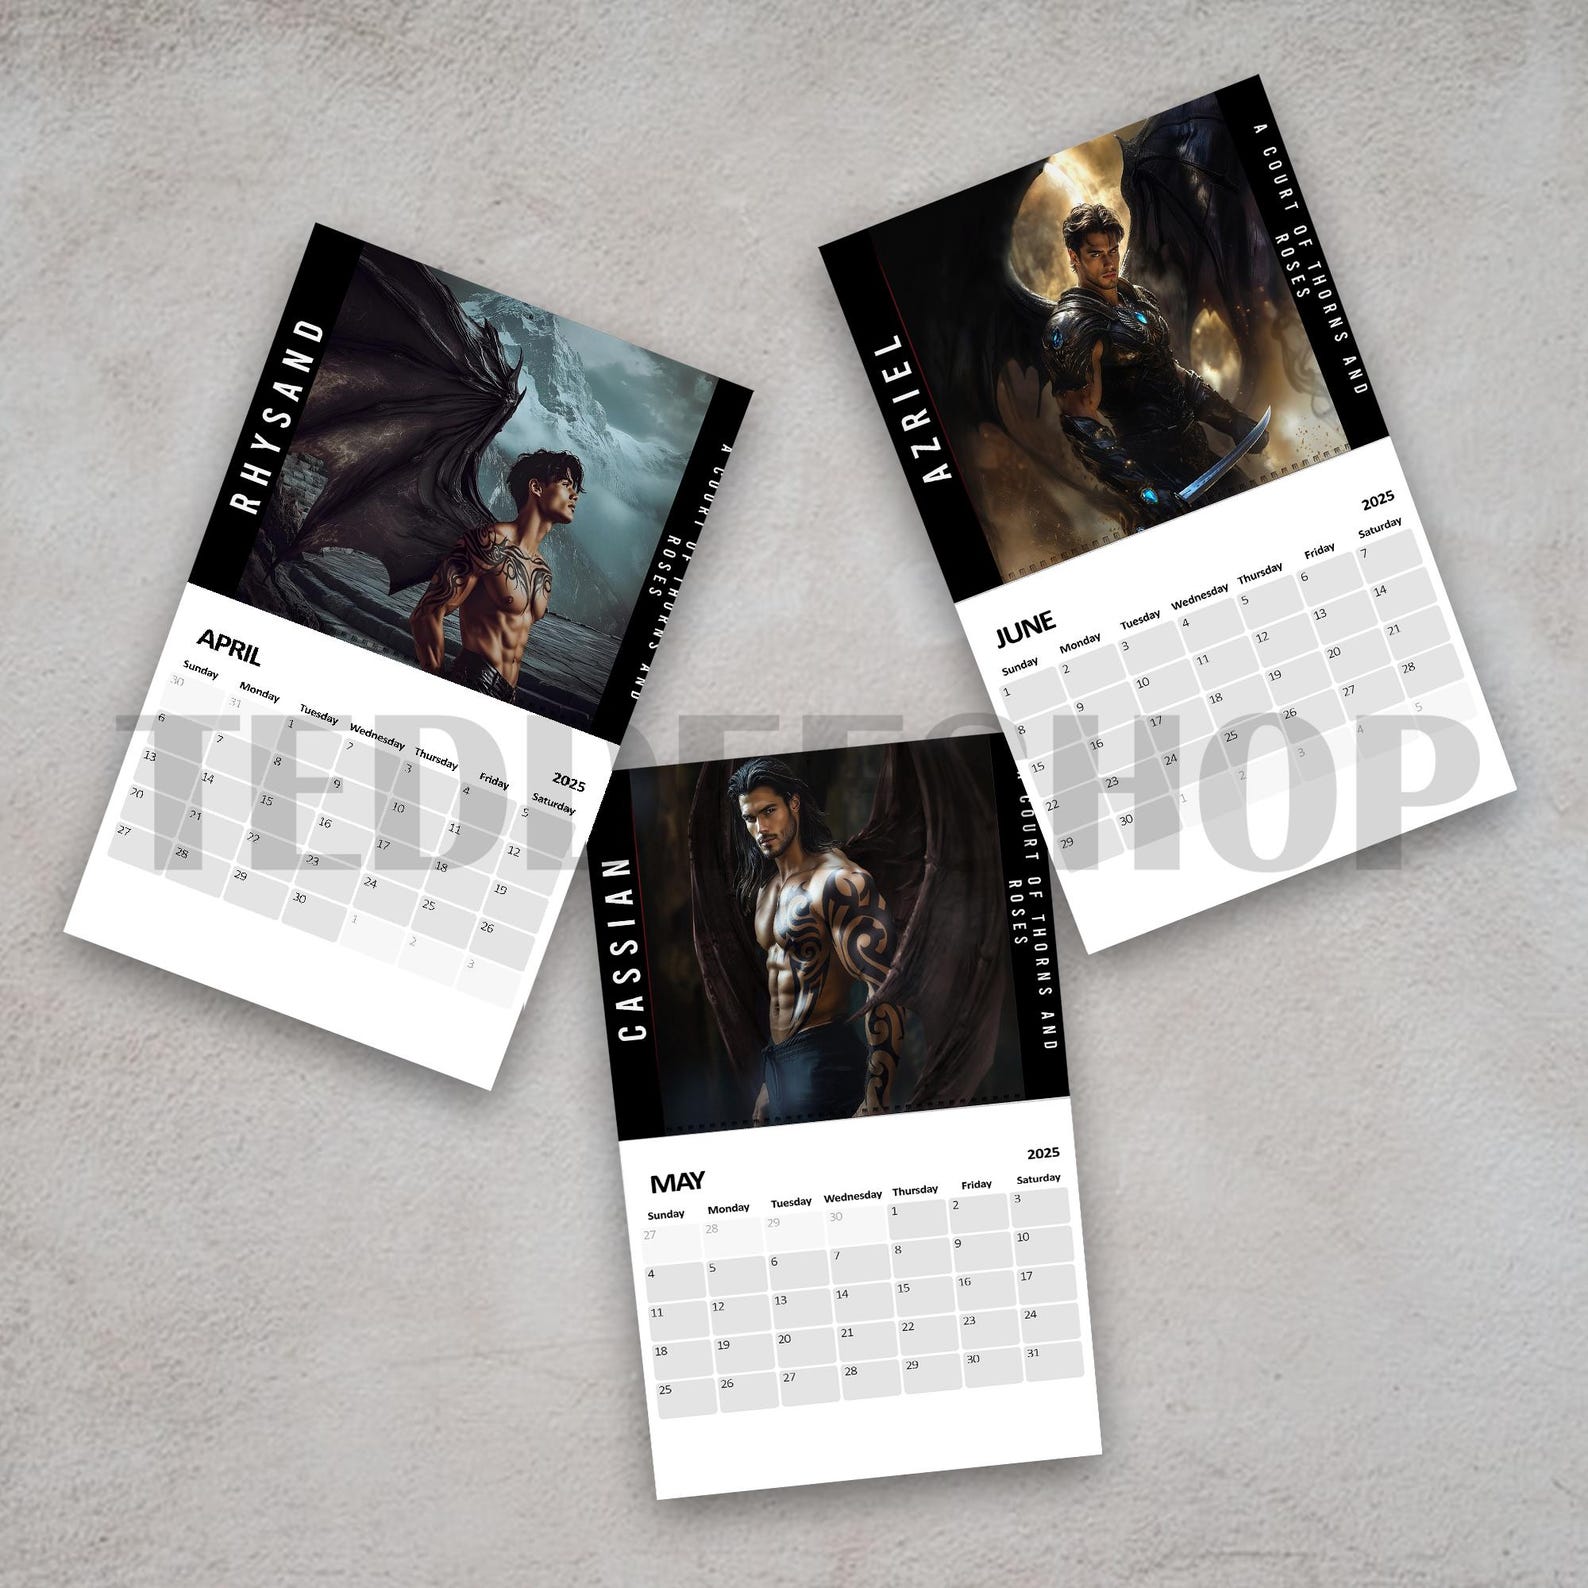 RHYSAND
A COURT OF THORNS AND
ROSES
APRIL
2025
Sunday Monday Tuesday Wednesday Thursday Friday Saturday
30 31 1 2 3 4 5
6 7 8 9 10 11 12
13 14 15 16 17 18 19
20 21 22 23 24 25 26
27 28 29 30 1 2 3
AZRIEL
A COURT OF THORNS AND
ROSES
JUNE
2025
Sunday Monday Tuesday Wednesday Thursday Friday Saturday
1 2 3 4 5 6 7
8 9 10 11 12 13 14
15 16 17 18 19 20 21
22 23 24 25 26 27 28
29 30 1 2 3 4 5
CASSIAN
A COURT OF THORNS AND
ROSES
MAY
2025
Sunday Monday Tuesday Wednesday Thursday Friday Saturday
27 28 29 30 1 2 3
4 5 6 7 8 9 10
11 12 13 14 15 16 17
18 19 20 21 22 23 24
25 26 27 28 29 30 31